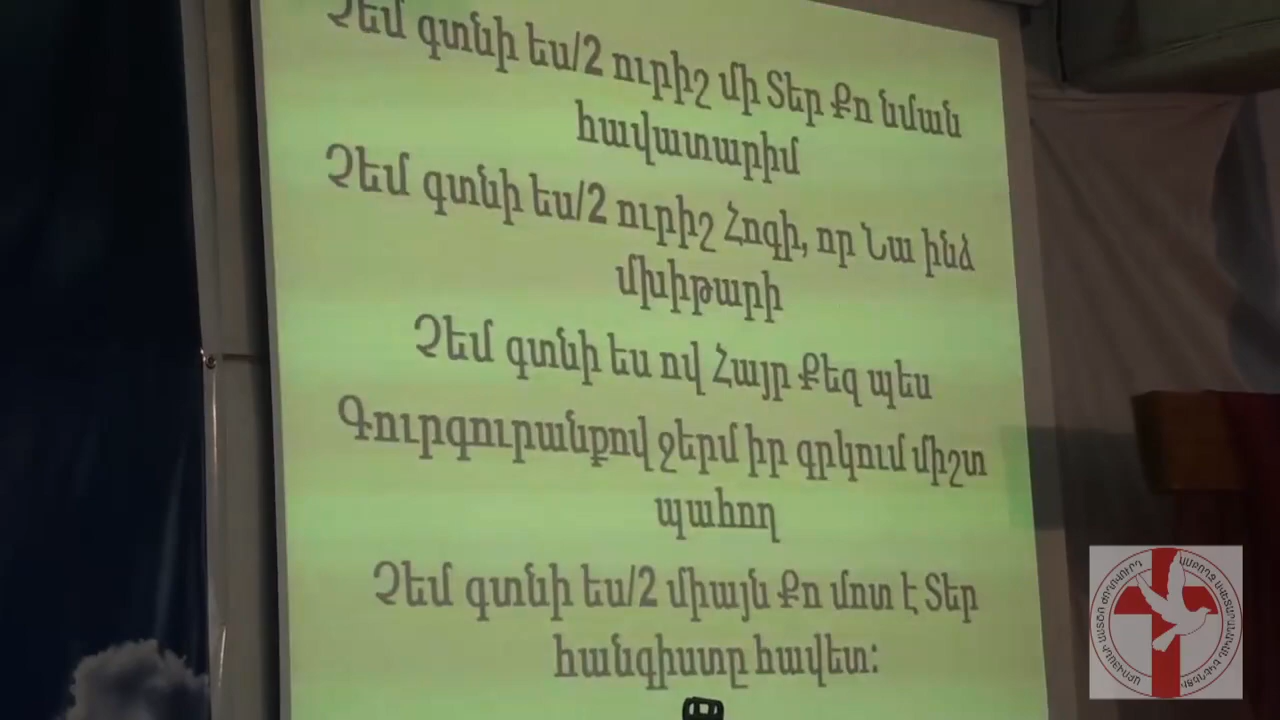 Չեմ գտնի ես/2 ուրիշ մի Տեր Քո նման
հավատարիմ
Չեմ գտնի ես/2 ուրիշ Հոգի, որ Նա ինձ
մխիթարի
Չեմ գտնի ես ով Հայր Քեզ պես
Գուրգուրանքով ջերմ իր գրկում միշտ
պահող
Չեմ գտնի ես/2 միայն Քո մոտ է Տեր
հանգիստը հավետ: